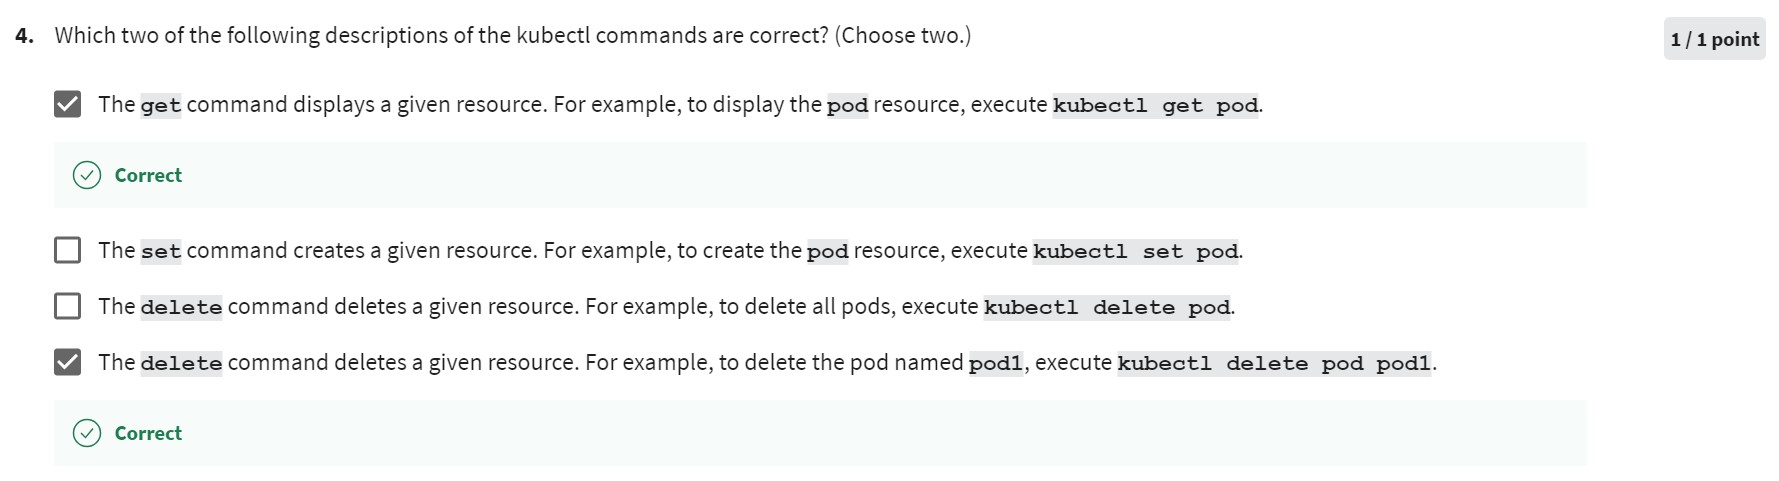 4. Which two of the following descriptions of the kubectl commands are correct? (Choose two.)
1 / 1 point
The get command displays a given resource. For example, to display the pod resource, execute kubectl get pod.
Correct
The set command creates a given resource. For example, to create the pod resource, execute kubectl set pod.
The delete command deletes a given resource. For example, to delete all pods, execute kubectl delete pod.
The delete command deletes a given resource. For example, to delete the pod named pod1, execute kubectl delete pod pod1.
Correct